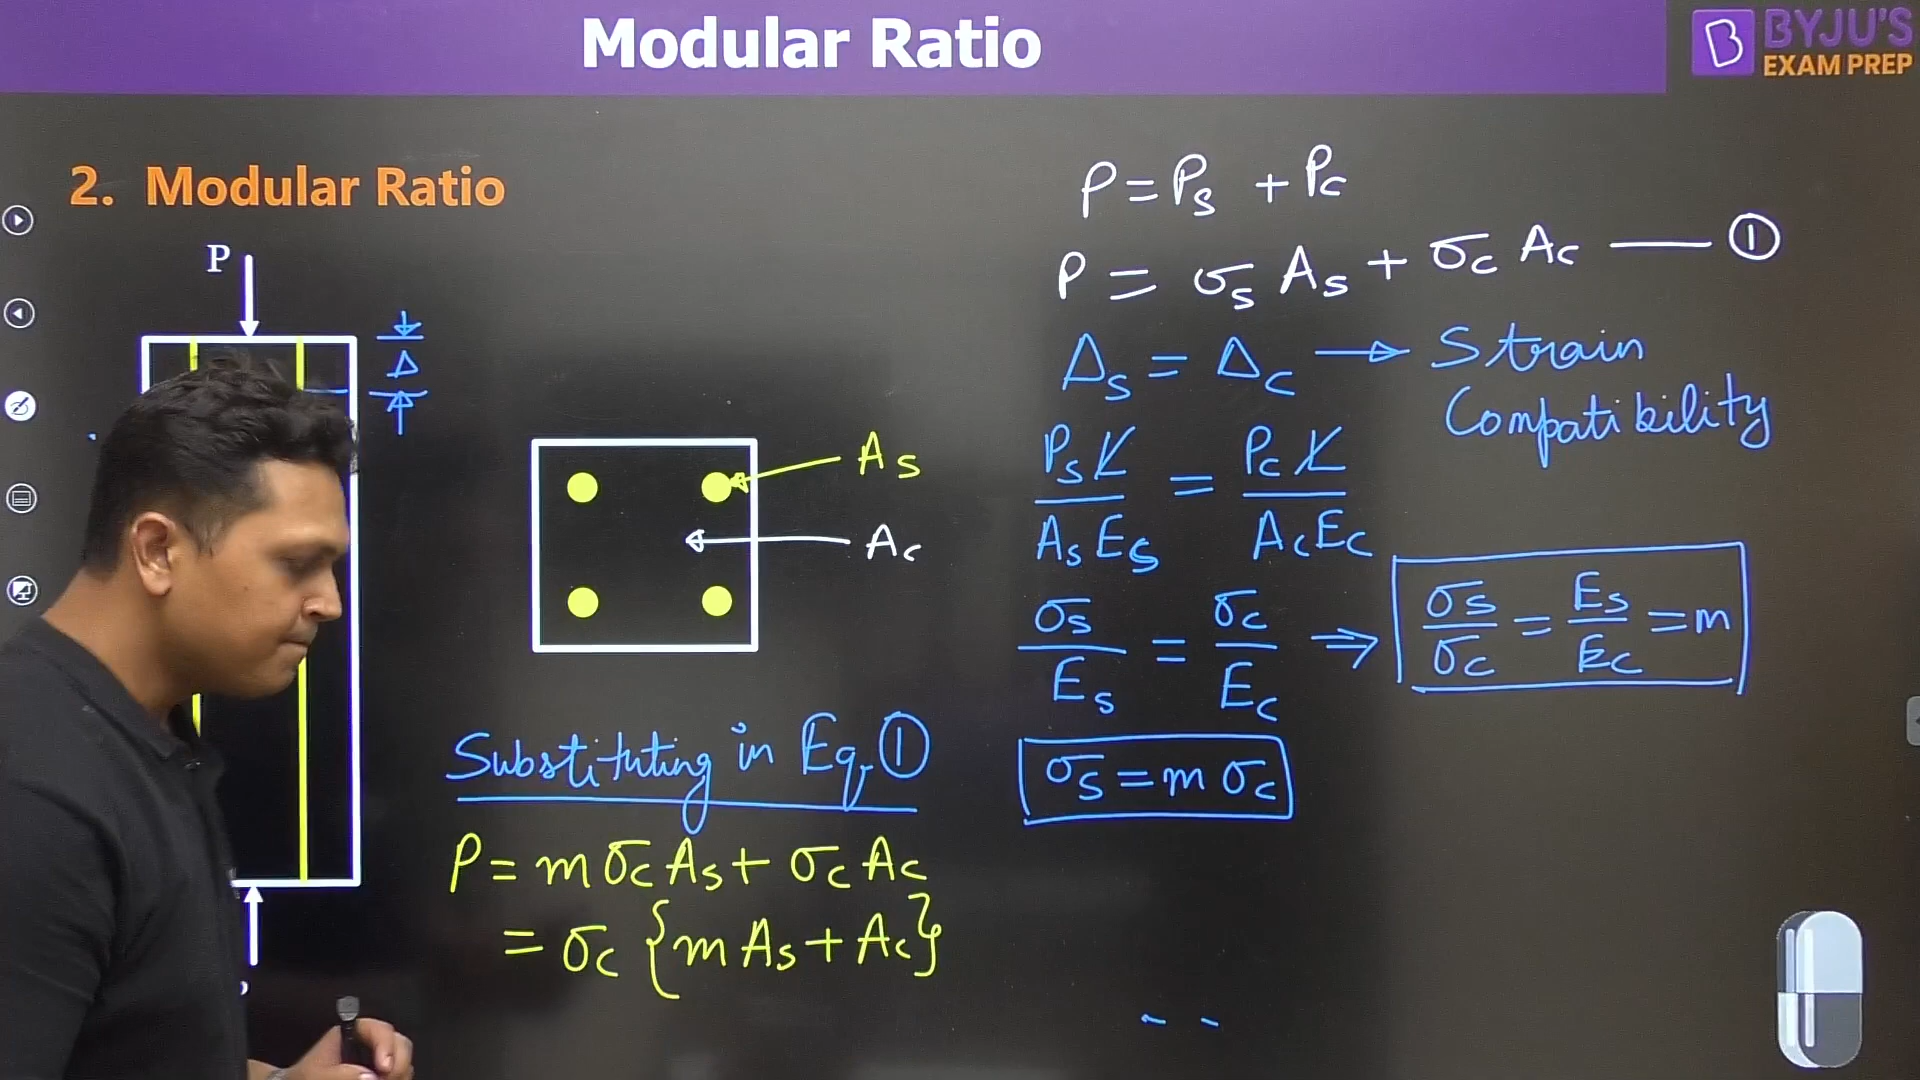 Modular Ratio
BYJU'S
EXAM PREP
2. Modular Ratio
P
Δ
As
Ac
P = Ps + Pc
P = σs As + σc Ac —— ①
Δs = Δc → Strain
Compatibility
PsL/AsEs = PcL/AcEc
σs/Es = σc/Ec ⇒ σs/σc = Es/Ec = m
σs = m σc
Substituting in Eq. ①
P = m σc As + σc Ac
= σc {m As + Ac}